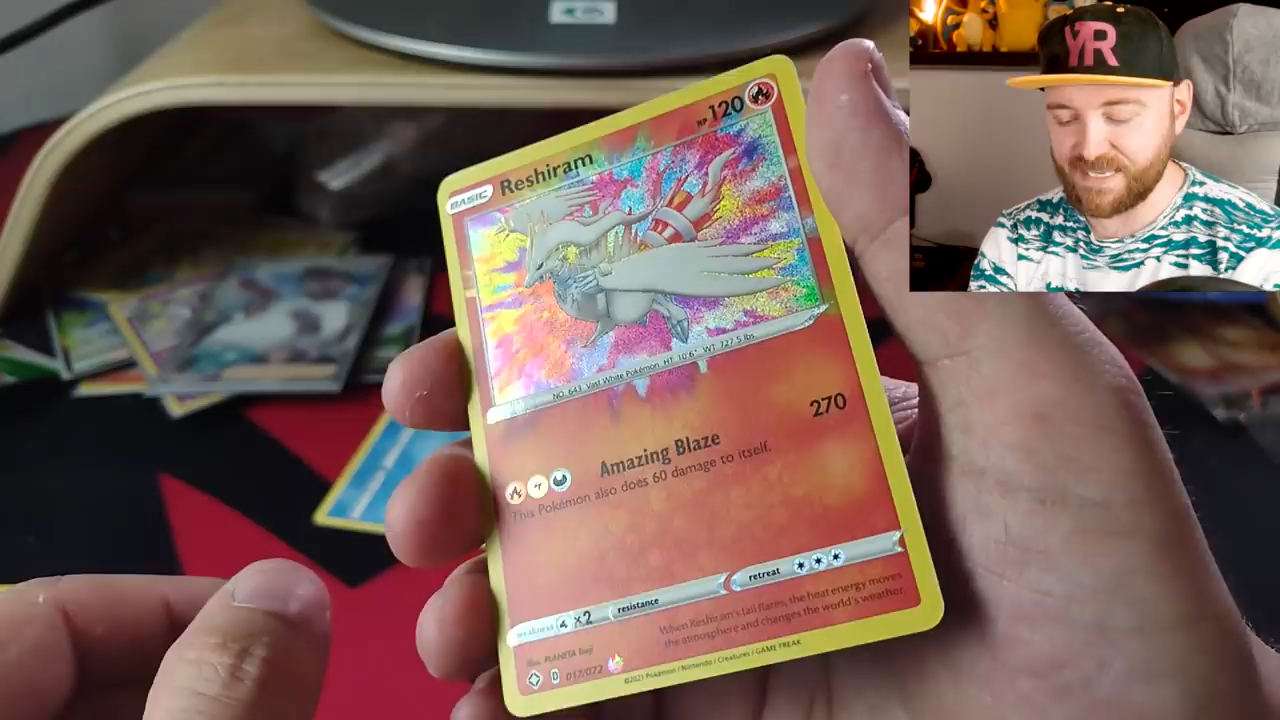 YR
HP 120
BASIC Reshiram
NO. 643 Vast White Pokémon HT: 10'6" WT: 727.5 lbs.
Amazing Blaze 270
This Pokémon also does 60 damage to itself.
weakness x2 resistance retreat
When Reshiram's tail flares, the heat energy moves
the atmosphere and changes the world's weather.
Illus. PLANETA Tsuji
D 017/072
©2021 Pokémon / Nintendo / Creatures / GAME FREAK